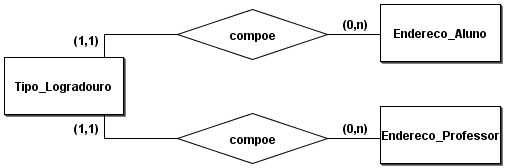 (1,1)
compoe
(0,n)
Endereco_Aluno
Tipo_Logradouro
(1,1)
compoe
(0,n)
Endereco_Professor